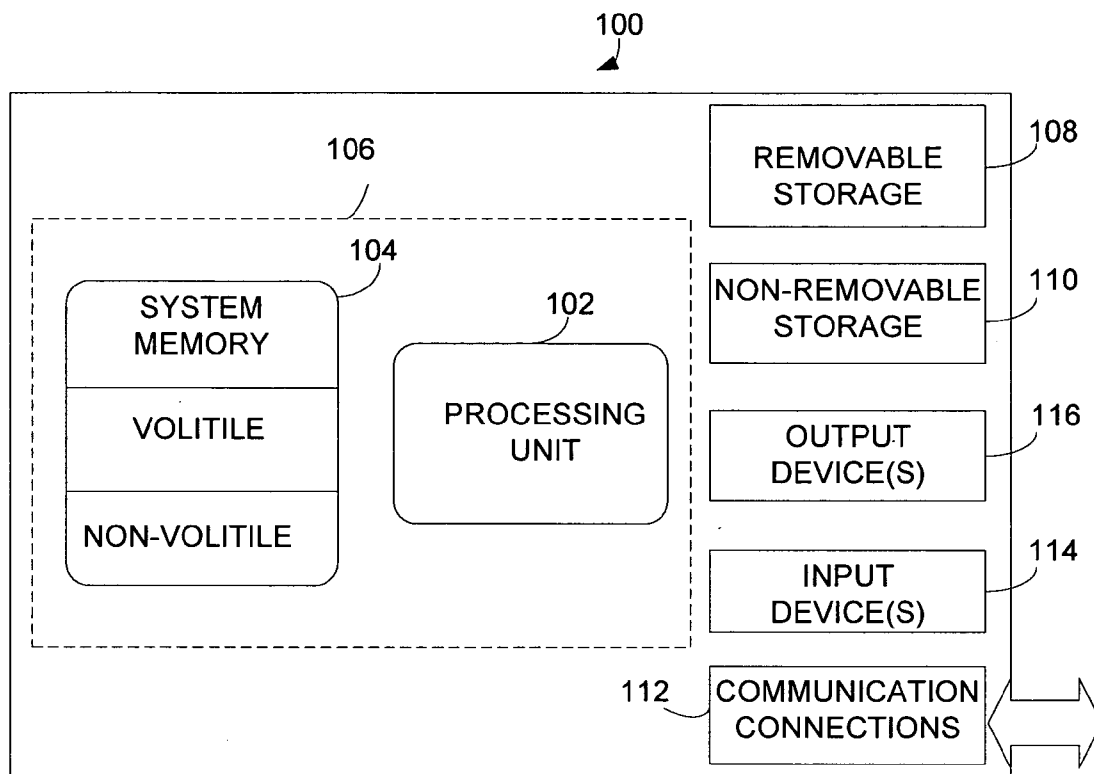 100
106
108
REMOVABLE
STORAGE
104
SYSTEM
MEMORY
VOLITILE
NON-VOLITILE
102
PROCESSING
UNIT
110
NON-REMOVABLE
STORAGE
116
OUTPUT
DEVICE(S)
114
INPUT
DEVICE(S)
112
COMMUNICATION
CONNECTIONS